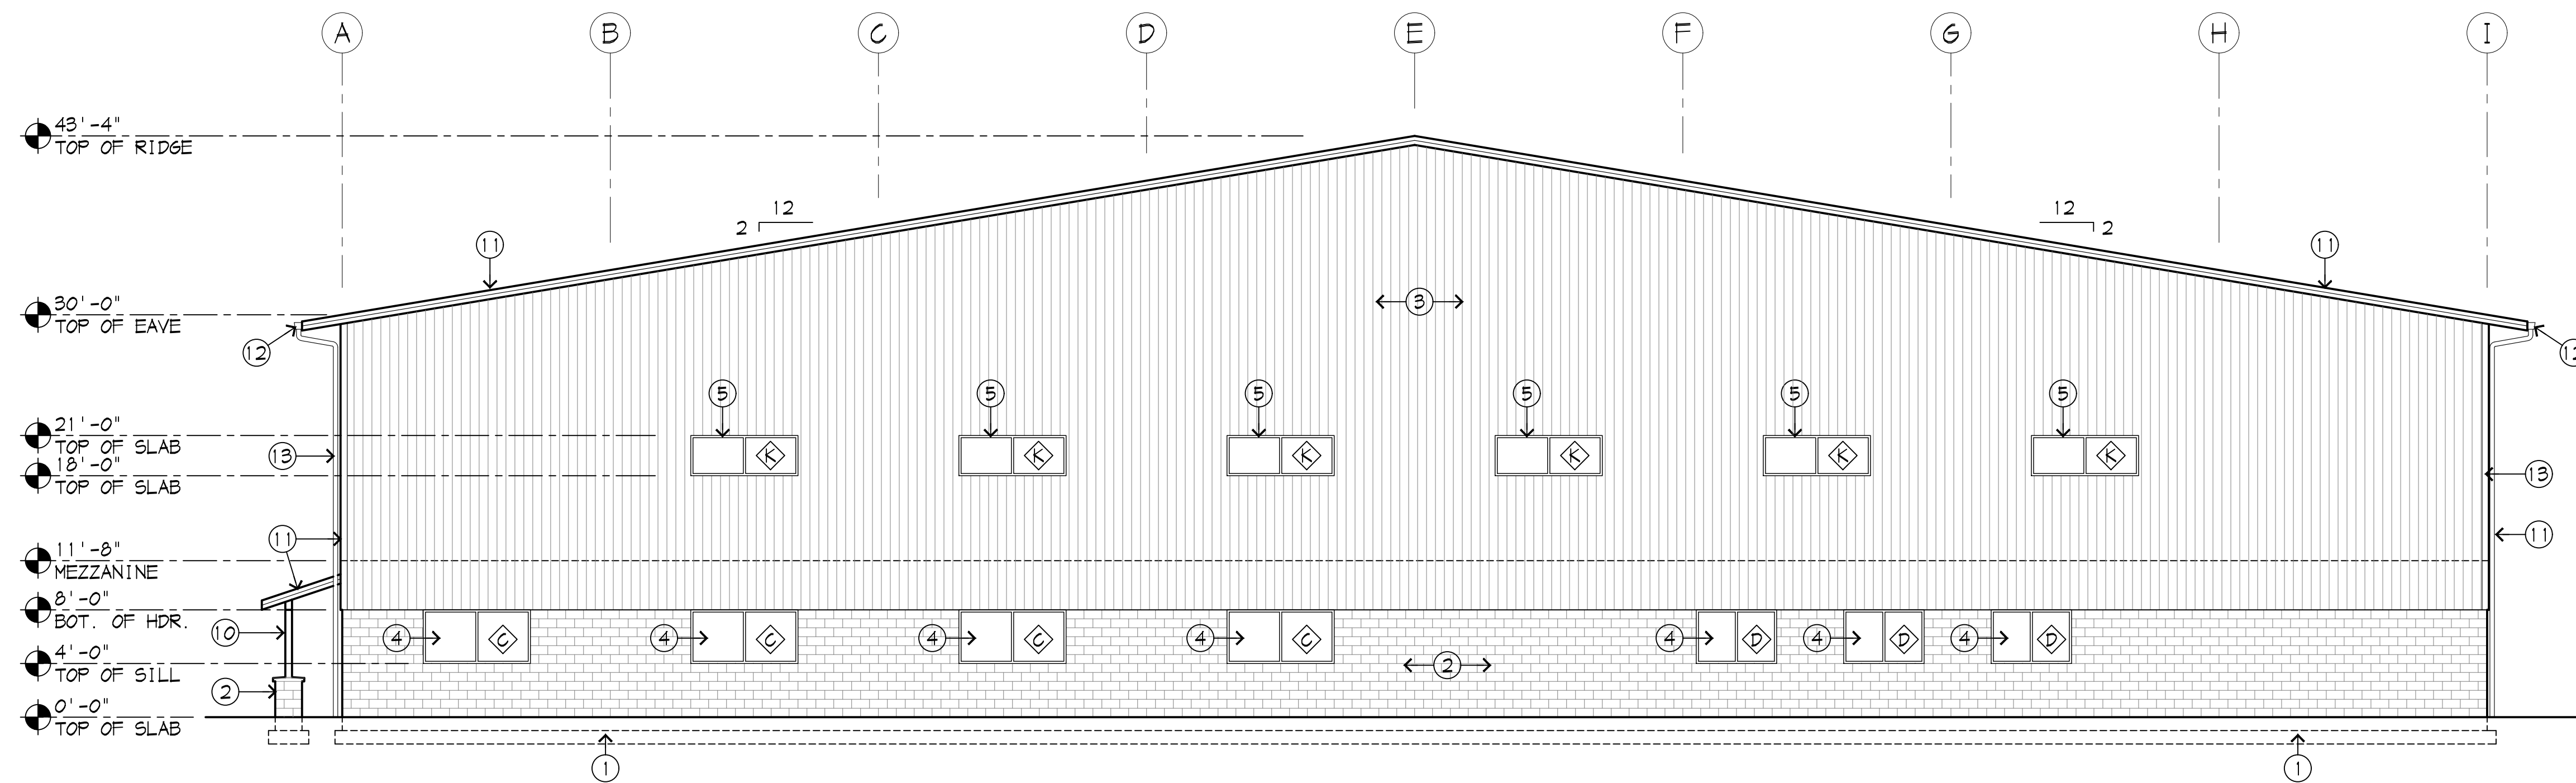 A B C D E F G H I
43'-4"
TOP OF RIDGE
12
2
12
2
11
11
30'-0"
TOP OF EAVE
3
12
12
5 5 5 5 5 5
21'-0"
TOP OF SLAB
K K K K K K
13
18'-0"
TOP OF SLAB
13
11
11
11'-8"
MEZZANINE
8'-0"
BOT. OF HDR.
10
4 C 4 C 4 C 4 C 4 D 4 D 4 D
4'-0"
TOP OF SILL
2
2
0'-0"
TOP OF SLAB
1
1